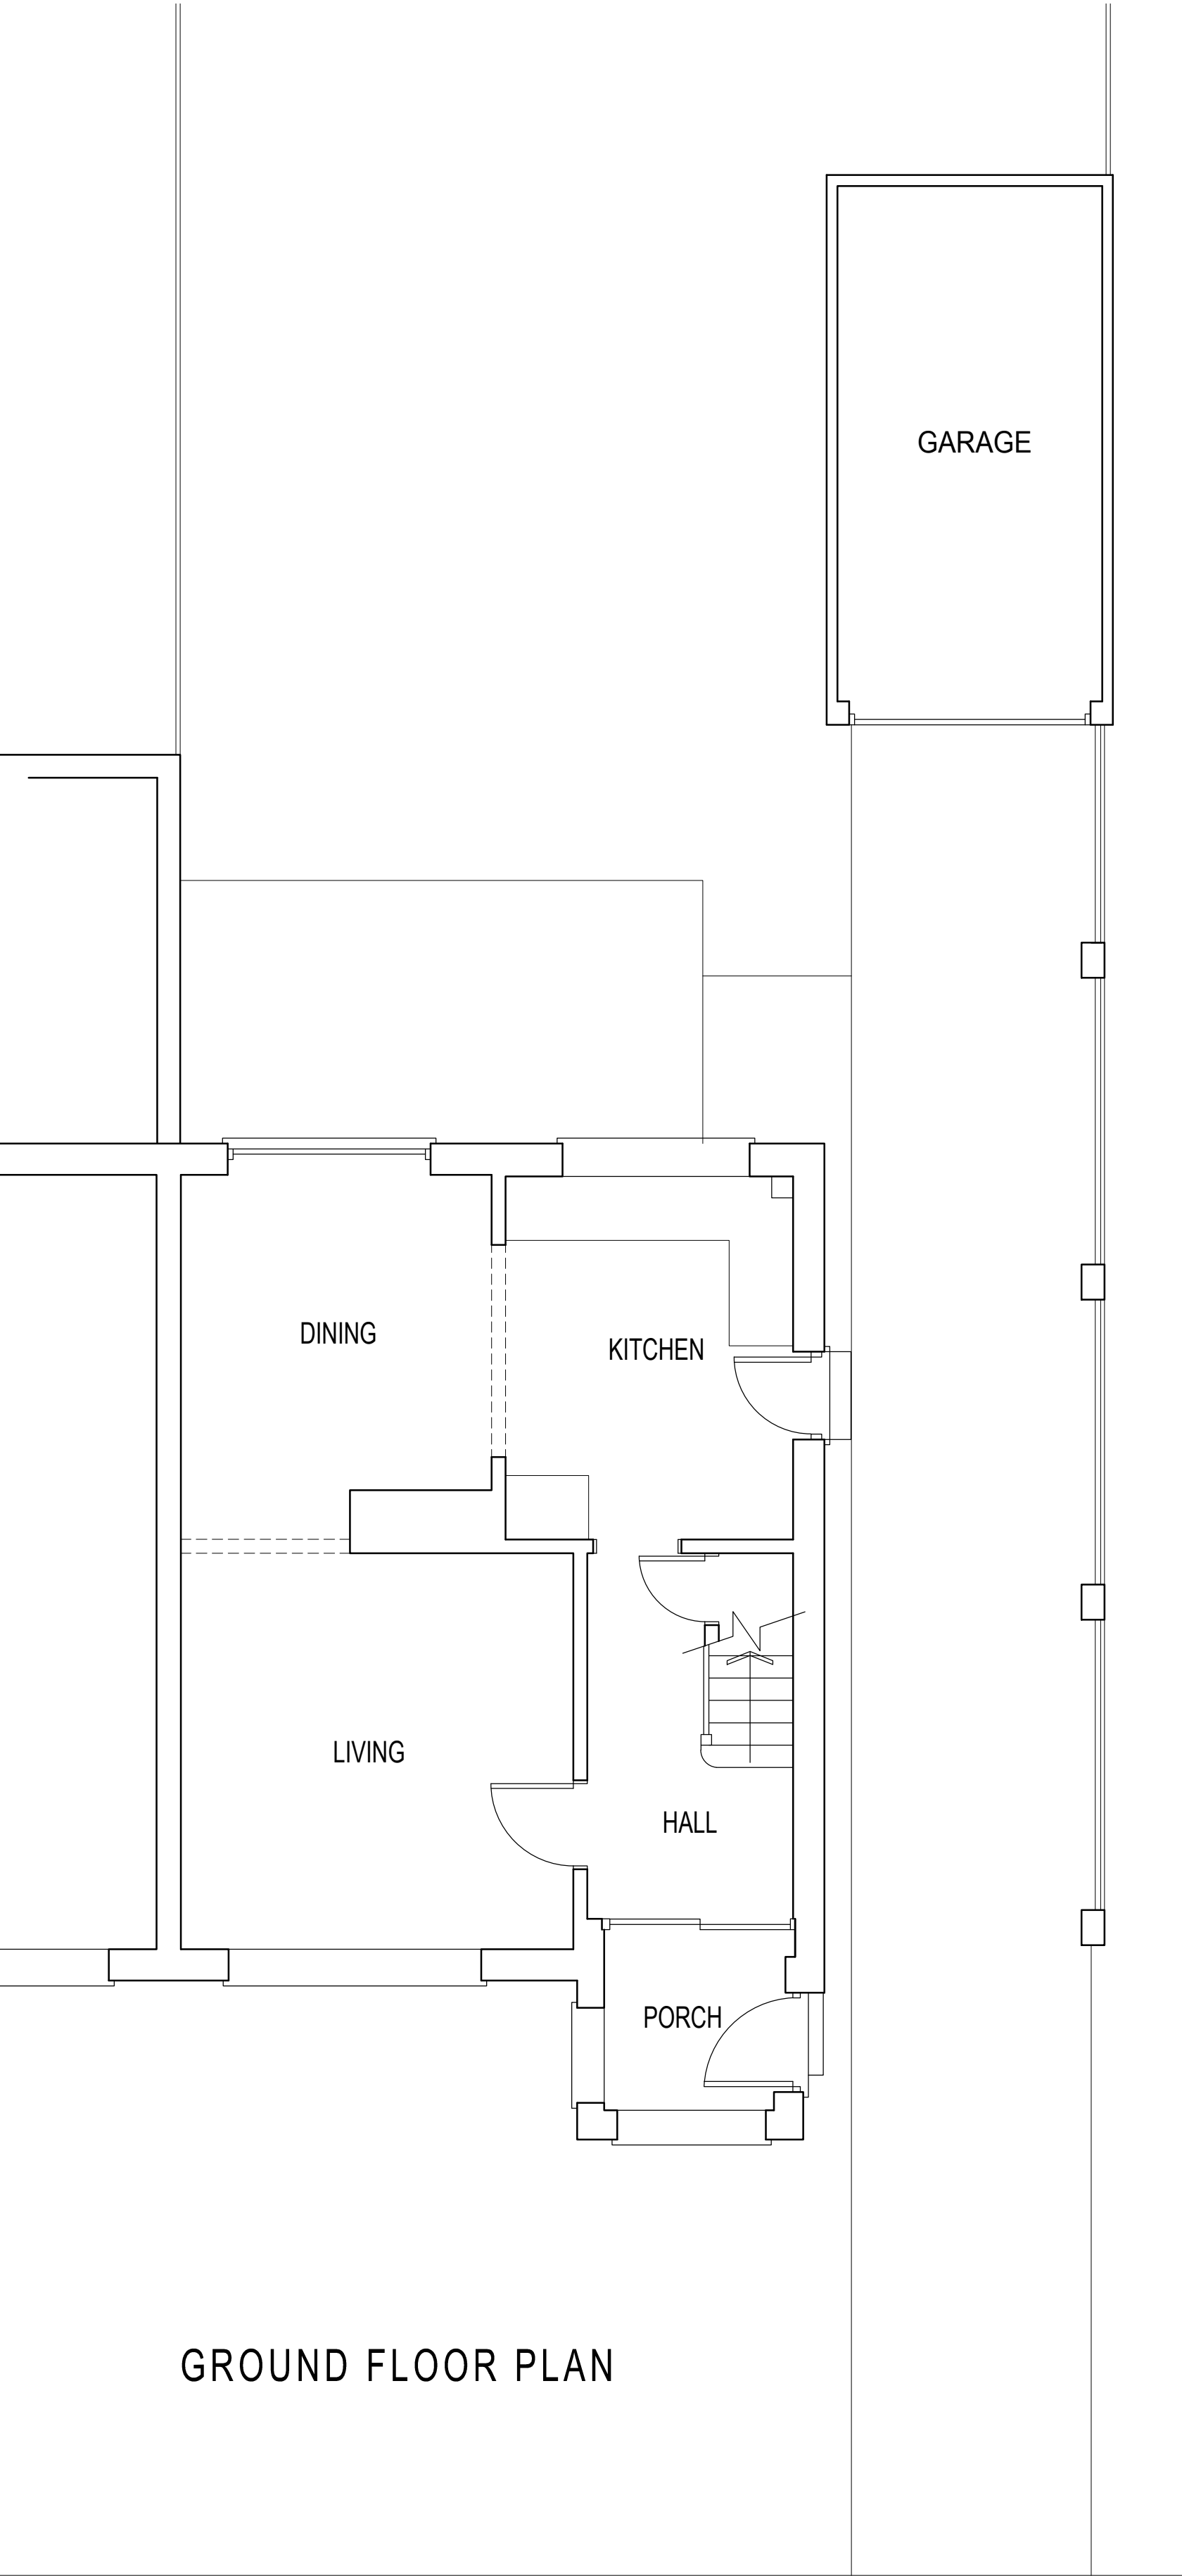 GARAGE
DINING
KITCHEN
LIVING
HALL
PORCH
GROUND FLOOR PLAN